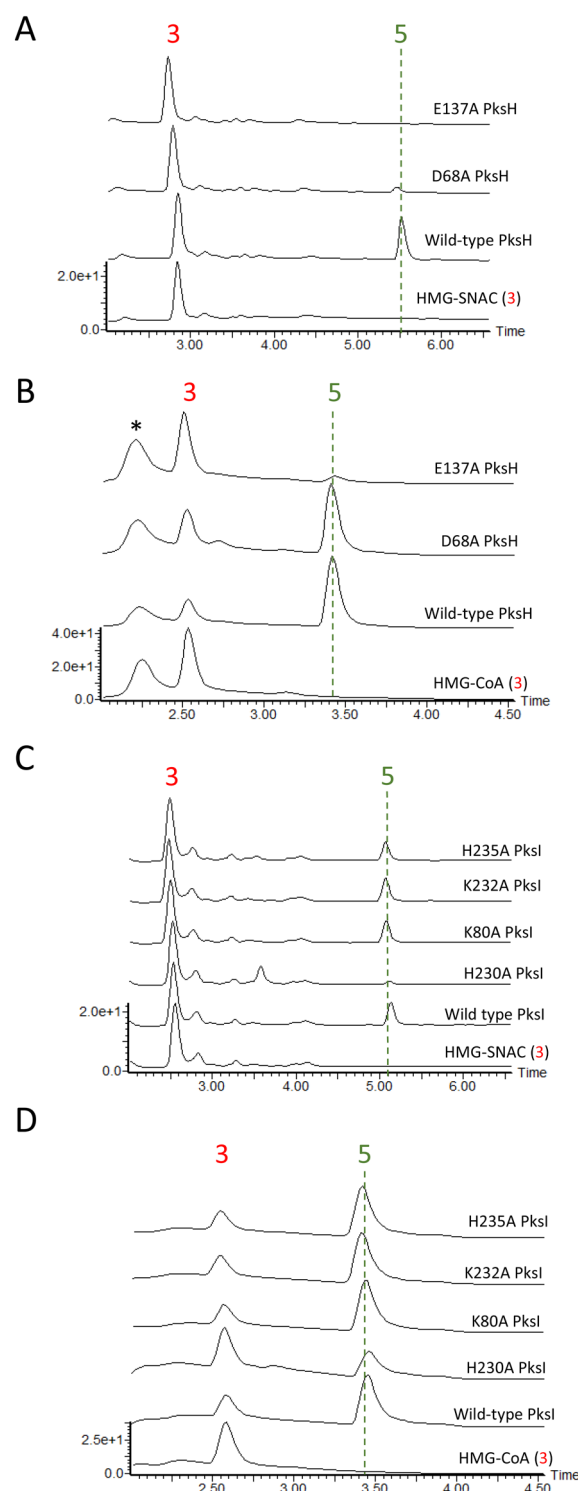 A
3 5
E137A PksH
D68A PksH
Wild-type PksH
2.0e+1
HMG-SNAC (3)
0.0
3.00 4.00 5.00 6.00 Time
B
3 5
*
E137A PksH
D68A PksH
Wild-type PksH
4.0e+1
2.0e+1
HMG-CoA (3)
0.0
2.50 3.00 3.50 4.00 4.50 Time
C
3 5
H235A PksI
K232A PksI
K80A PksI
H230A PksI
2.0e+1
Wild type PksI
HMG-SNAC (3)
0.0
3.00 4.00 5.00 6.00 Time
D
3 5
H235A PksI
K232A PksI
K80A PksI
H230A PksI
Wild-type PksI
2.5e+1
HMG-CoA (3)
0.0
2.50 3.00 3.50 4.00 4.50 Time